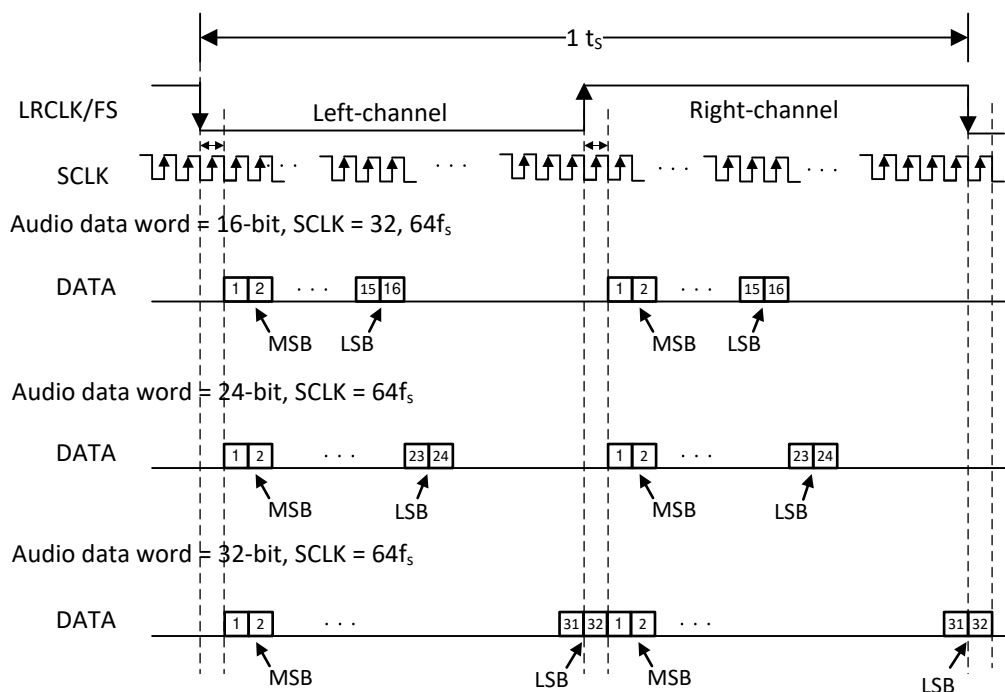 1 tS
LRCLK/FS
Left-channel
Right-channel
SCLK
. . .
. . .
. . .
. . .
Audio data word = 16-bit, SCLK = 32, 64fs
DATA
1 2 . . . 15 16 1 2 . . . 15 16
MSB LSB MSB LSB
Audio data word = 24-bit, SCLK = 64fs
DATA
1 2 . . . 23 24 1 2 . . . 23 24
MSB LSB MSB LSB
Audio data word = 32-bit, SCLK = 64fs
DATA
1 2 . . . 31 32 1 2 . . . 31 32
MSB LSB MSB LSB